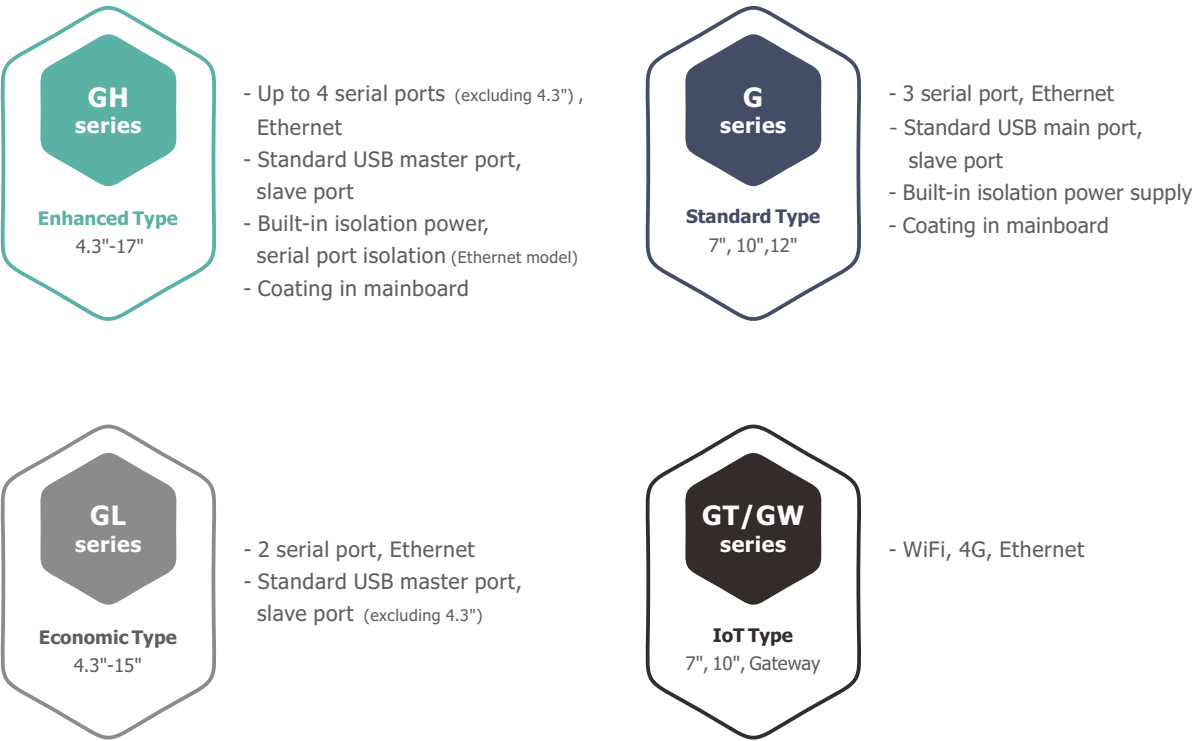 GH
series
Enhanced Type
4.3"-17"
- Up to 4 serial ports (excluding 4.3") ,
Ethernet
- Standard USB master port,
slave port
- Built-in isolation power,
serial port isolation (Ethernet model)
- Coating in mainboard
G
series
Standard Type
7", 10",12"
- 3 serial port, Ethernet
- Standard USB main port,
slave port
- Built-in isolation power supply
- Coating in mainboard
GL
series
Economic Type
4.3"-15"
- 2 serial port, Ethernet
- Standard USB master port,
slave port (excluding 4.3")
GT/GW
series
IoT Type
7", 10", Gateway
- WiFi, 4G, Ethernet